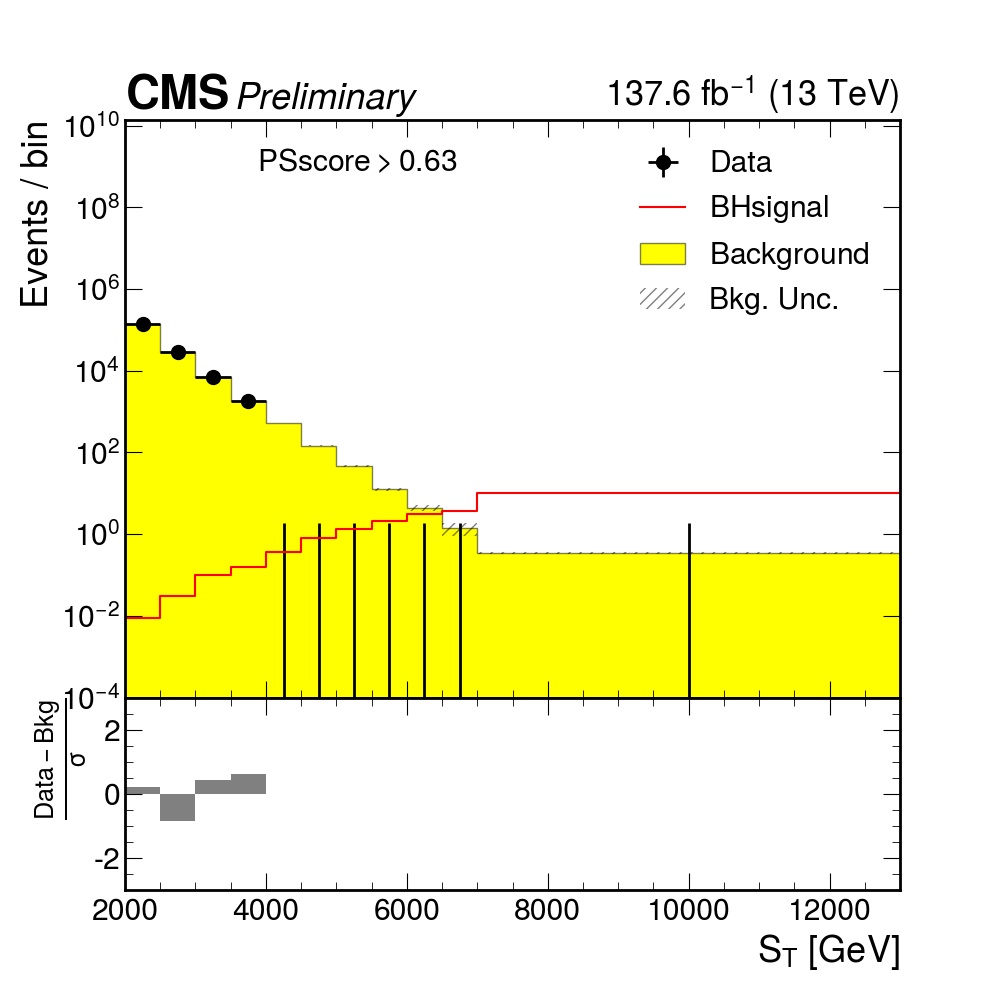 CMS Preliminary 137.6 fb⁻¹ (13 TeV)
Events / bin
10¹⁰
10⁸
10⁶
10⁴
10²
10⁰
10⁻²
10⁻⁴
PSscore > 0.63
Data
BHsignal
Background
Bkg. Unc.
Data – Bkg
σ
2
0
-2
2000 4000 6000 8000 10000 12000
S_T [GeV]